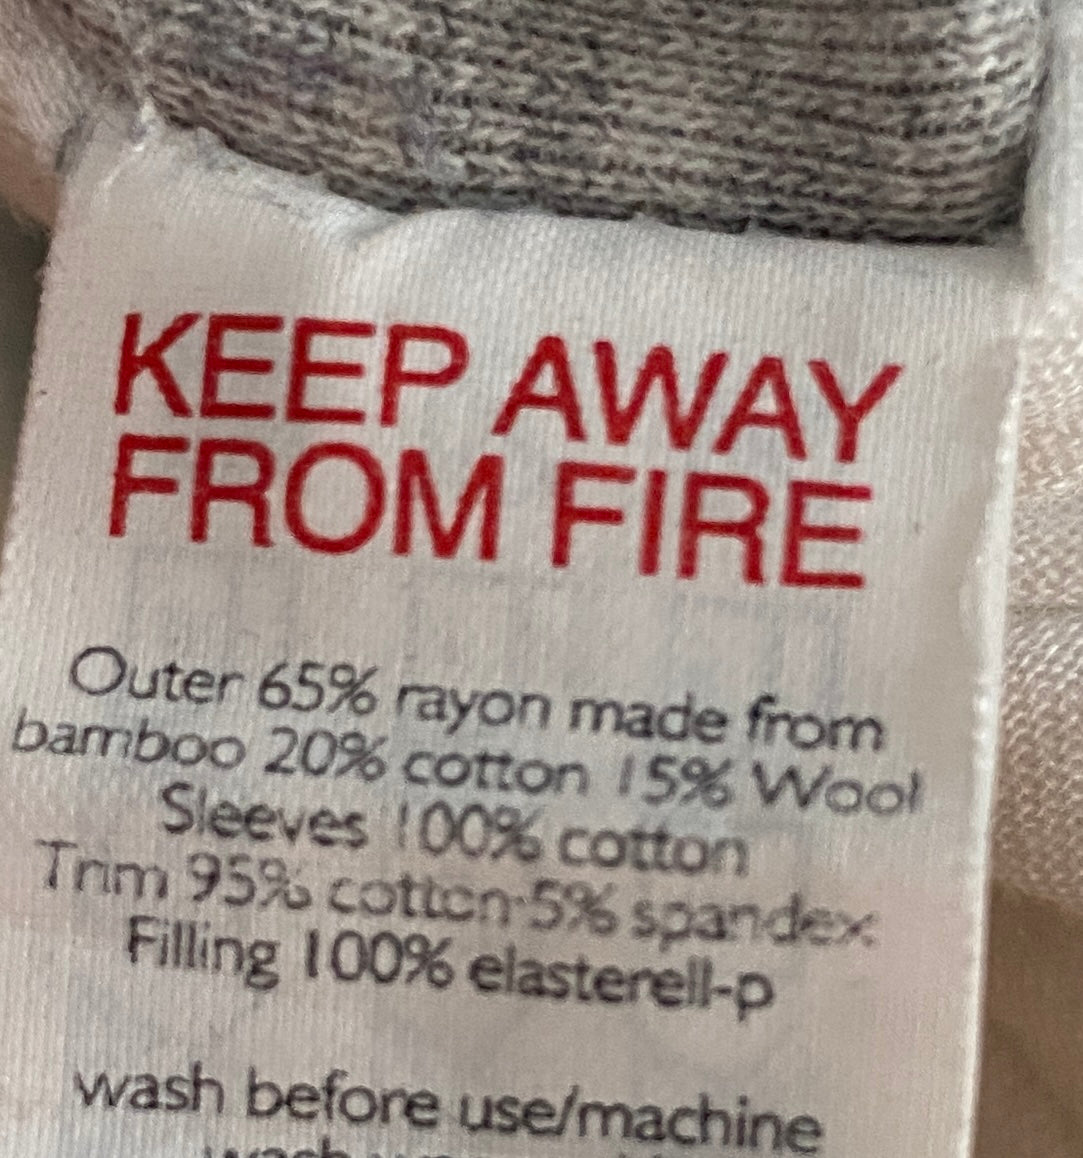 KEEP AWAY
FROM FIRE
Outer 65% rayon made from
bamboo 20% cotton 15% Wool
Sleeves 100% cotton
Trim 95% cotton 5% spandex
Filling 100% elasterell-p
wash before use/machine
wash